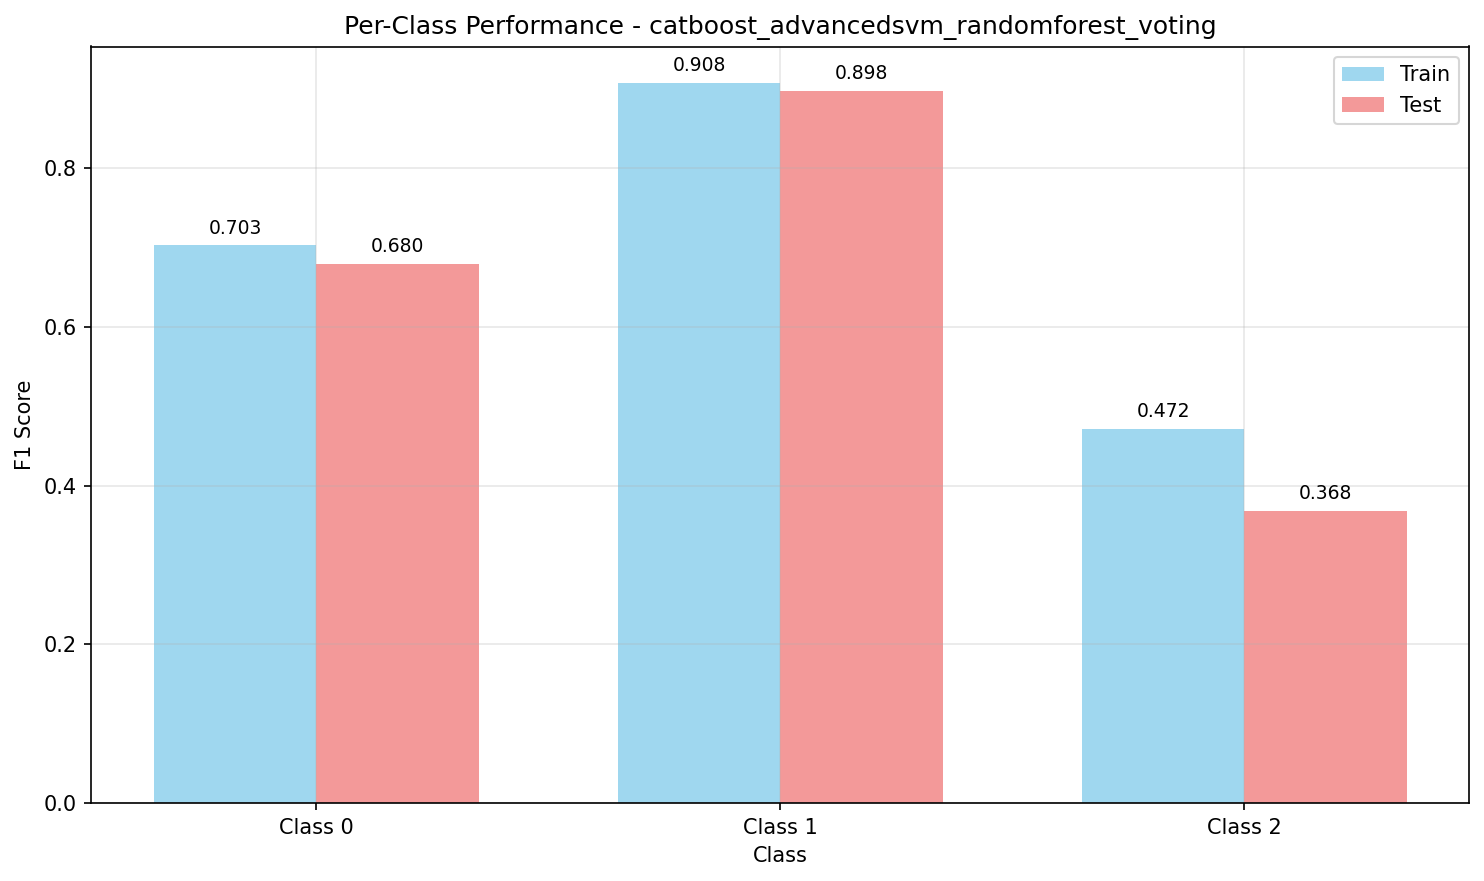 Per-Class Performance - catboost_advancedsvm_randomforest_voting
Train
Test
F1 Score
0.8
0.6
0.4
0.2
0.0
0.703
0.680
0.908
0.898
0.472
0.368
Class 0
Class 1
Class 2
Class